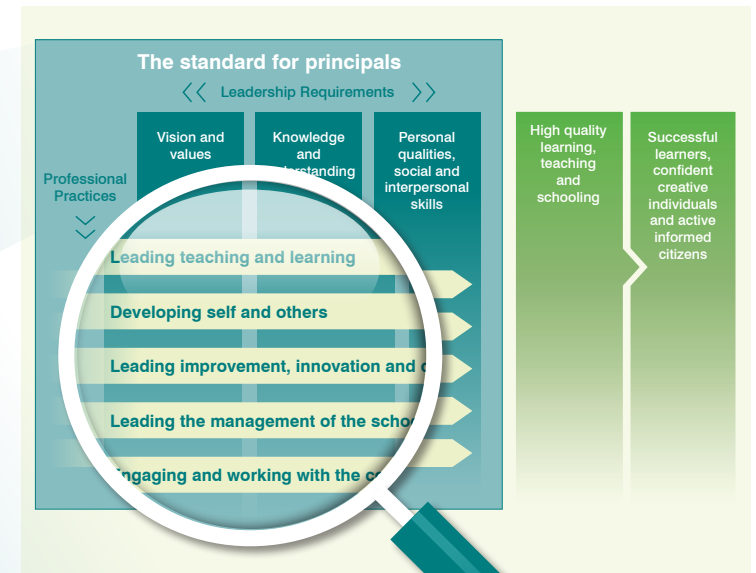 The standard for principals
Leadership Requirements
Vision and
values
Knowledge
and
Personal
qualities,
social and
interpersonal
skills
Professional
Practices
Leading teaching and learning
Developing self and others
Leading improvement, innovation and
Leading the management of the
Engaging and working with the
High quality
learning,
teaching
and
schooling
Successful
learners,
confident
creative
individuals
and active
informed
citizens